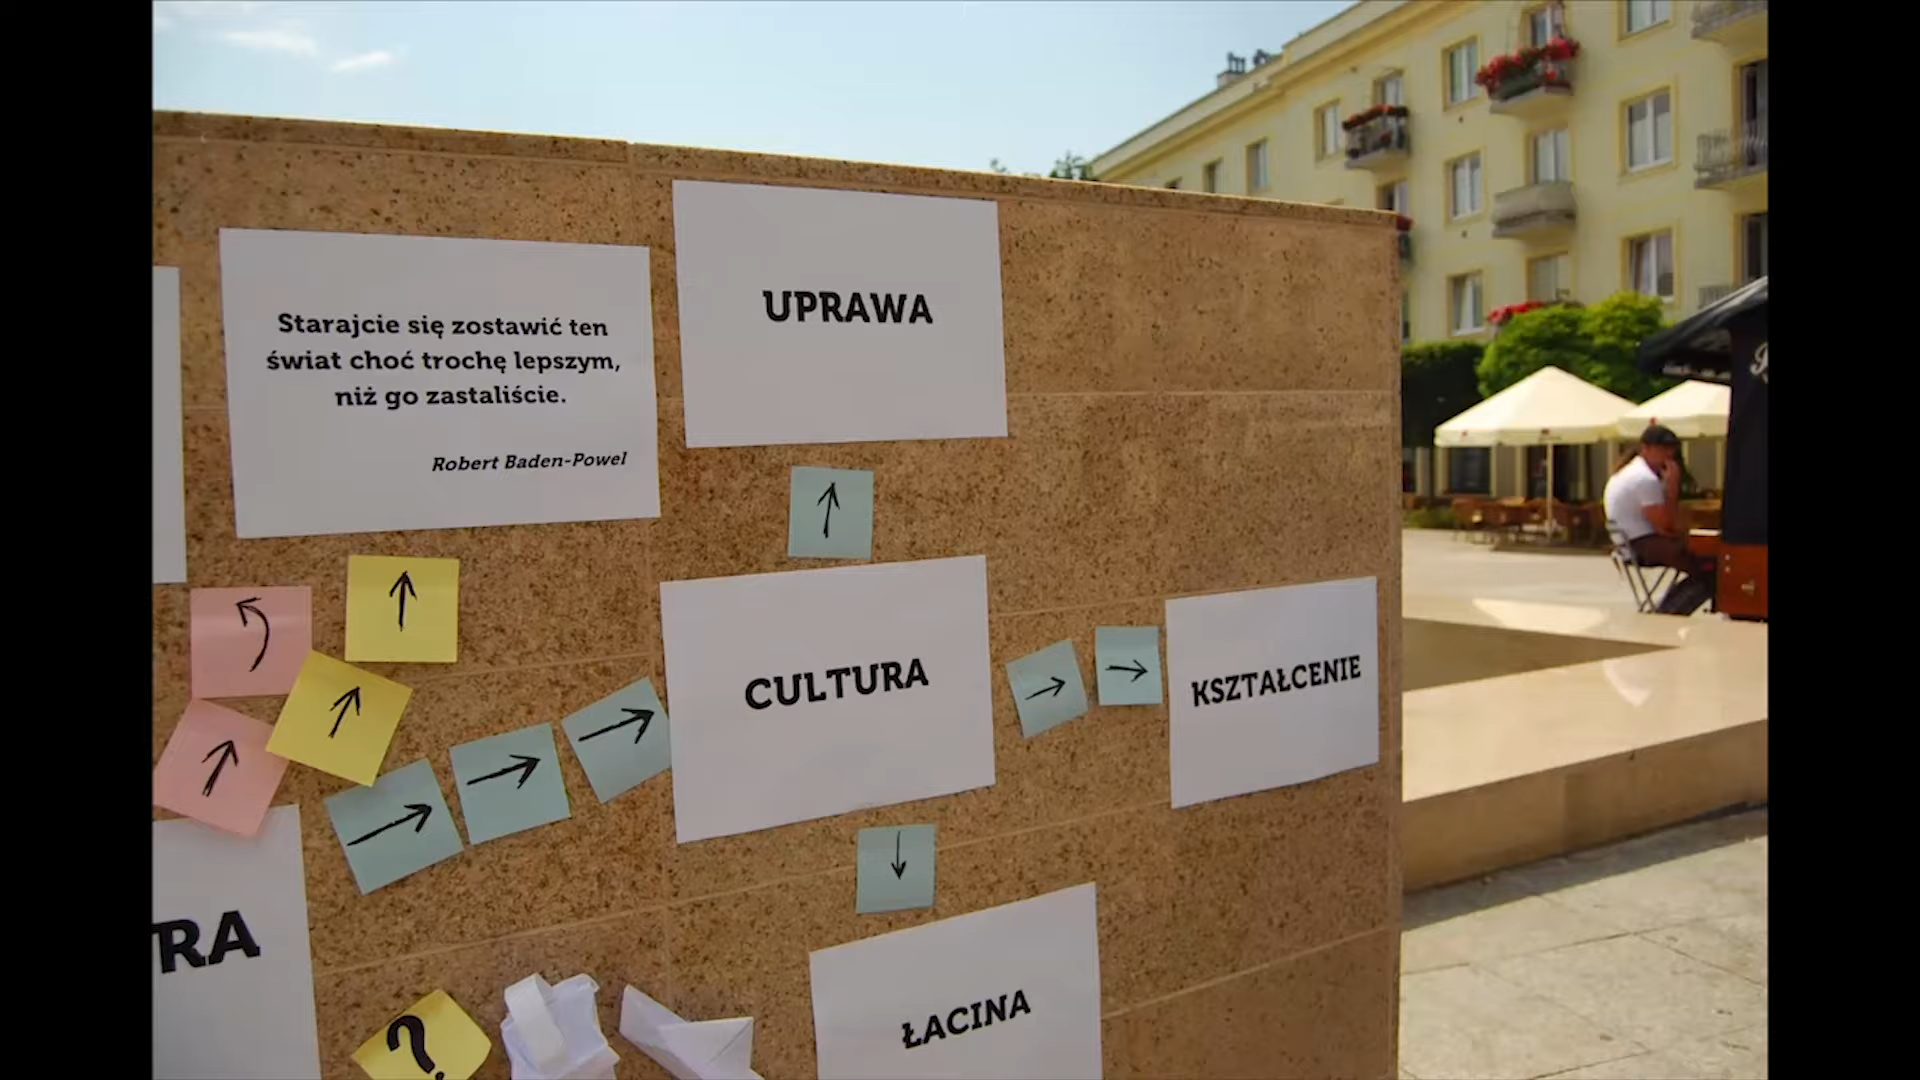 Starajcie się zostawić ten
świat choć trochę lepszym,
niż go zastaliście.
Robert Baden-Powel
UPRAWA
CULTURA
KSZTAŁCENIE
RA
?
ŁACINA